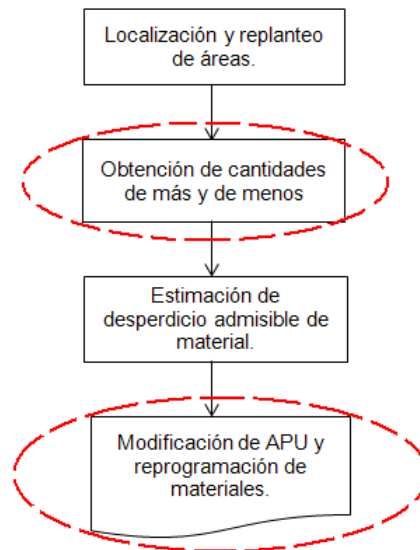 Localización y replanteo
de áreas.
Obtención de cantidades
de más y de menos
Estimación de
desperdicio admisible de
material.
Modificación de APU y
reprogramación de
materiales.